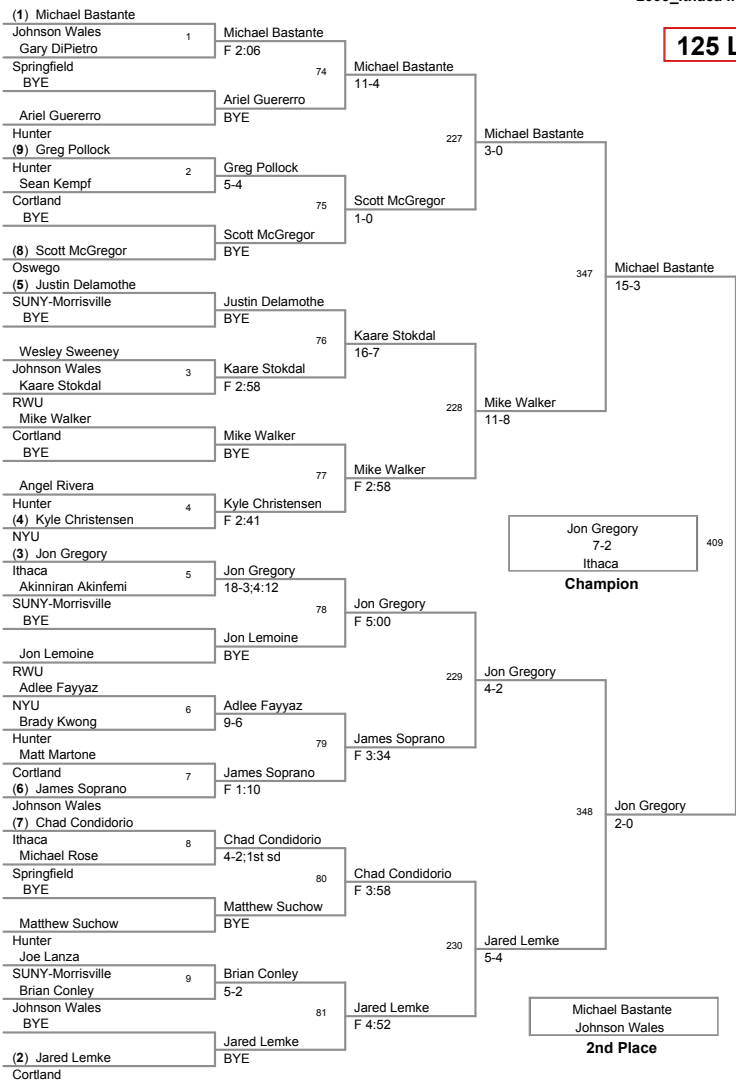 (1) Michael Bastante
Johnson Wales
1
Gary DiPietro
Springfield
BYE
Ariel Guererro
Hunter
(9) Greg Pollock
Hunter
2
Sean Kempf
Cortland
BYE
(8) Scott McGregor
Oswego
(5) Justin Delamothe
SUNY-Morrisville
BYE
Wesley Sweeney
Johnson Wales
3
Kaare Stokdal
RWU
Mike Walker
Cortland
BYE
Angel Rivera
Hunter
4
(4) Kyle Christensen
NYU
(3) Jon Gregory
Ithaca
5
Akinniran Akinfemi
SUNY-Morrisville
BYE
Jon Lemoine
RWU
Adlee Fayyaz
NYU
6
Brady Kwong
Hunter
Matt Martone
Cortland
7
(6) James Soprano
Johnson Wales
(7) Chad Condidorio
Ithaca
8
Michael Rose
Springfield
BYE
Matthew Suchow
Hunter
Joe Lanza
SUNY-Morrisville
9
Brian Conley
Johnson Wales
BYE
(2) Jared Lemke
Cortland
Michael Bastante
F 2:06
74
Ariel Guererro
BYE
Greg Pollock
5-4
75
Scott McGregor
BYE
Justin Delamothe
BYE
76
Kaare Stokdal
F 2:58
Mike Walker
BYE
77
Kyle Christensen
F 2:41
Jon Gregory
18-3;4:12
78
Jon Lemoine
BYE
Adlee Fayyaz
9-6
79
James Soprano
F 1:10
Chad Condidorio
4-2;1st sd
80
Matthew Suchow
BYE
Brian Conley
5-2
81
Jared Lemke
BYE
Michael Bastante
11-4
227
Scott McGregor
1-0
Kaare Stokdal
16-7
228
Mike Walker
F 2:58
Jon Gregory
F 5:00
229
James Soprano
F 3:34
Chad Condidorio
F 3:58
230
Jared Lemke
F 4:52
Michael Bastante
3-0
347
Mike Walker
11-8
Jon Gregory
4-2
348
Jared Lemke
5-4
125 L
Michael Bastante
15-3
Jon Gregory
2-0
Jon Gregory
7-2
Ithaca
409
Champion
Michael Bastante
Johnson Wales
2nd Place